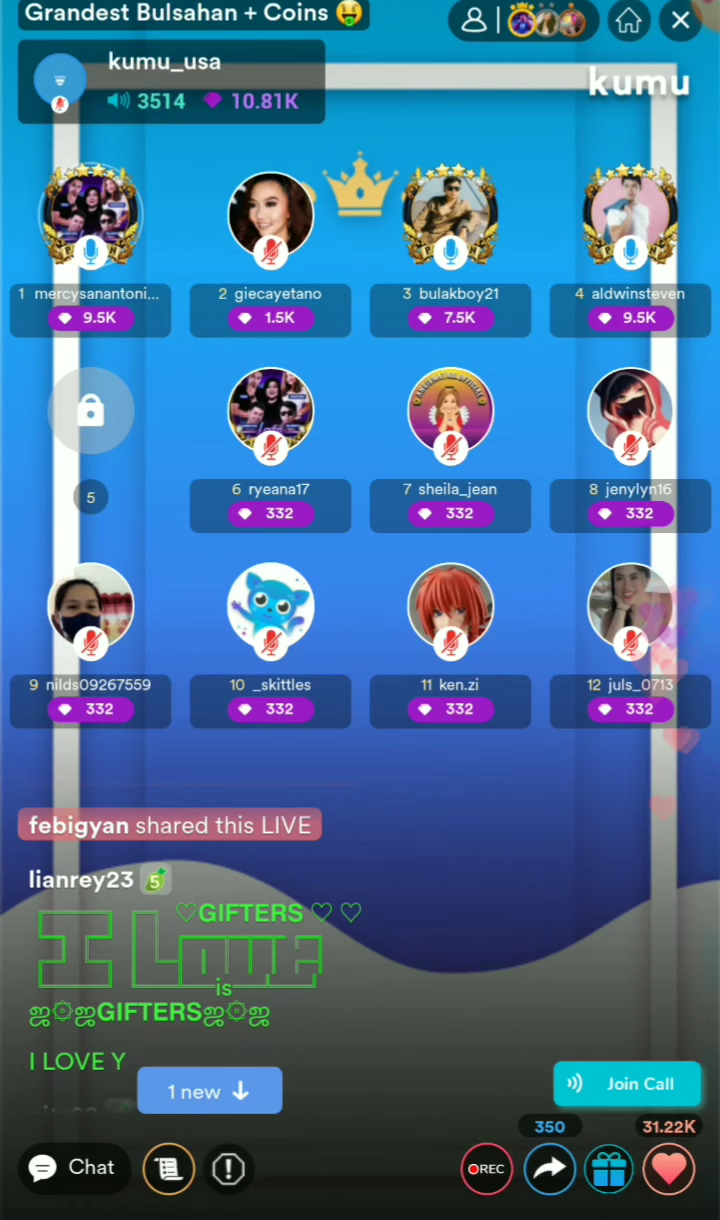 Grandest Bulsahan + Coins 🤑
kumu_usa
3514 10.81K
kumu
1 mercysanantoni...
9.5K
2 giecayetano
1.5K
3 bulakboy21
7.5K
4 aldwinsteven
9.5K
5
6 ryeana17
332
7 sheila_jean
332
8 jenylyn16
332
9 nilds09267559
332
10 _skittles
332
11 ken.zi
332
12 juls_0713
332
febigyan shared this LIVE
lianrey23 5
♡GIFTERS♡ ♡
I Love
is
ஜ۞ஜGIFTERSஜ۞ஜ
I LOVE Y
1 new ↓
Join Call
350
31.22K
Chat
REC